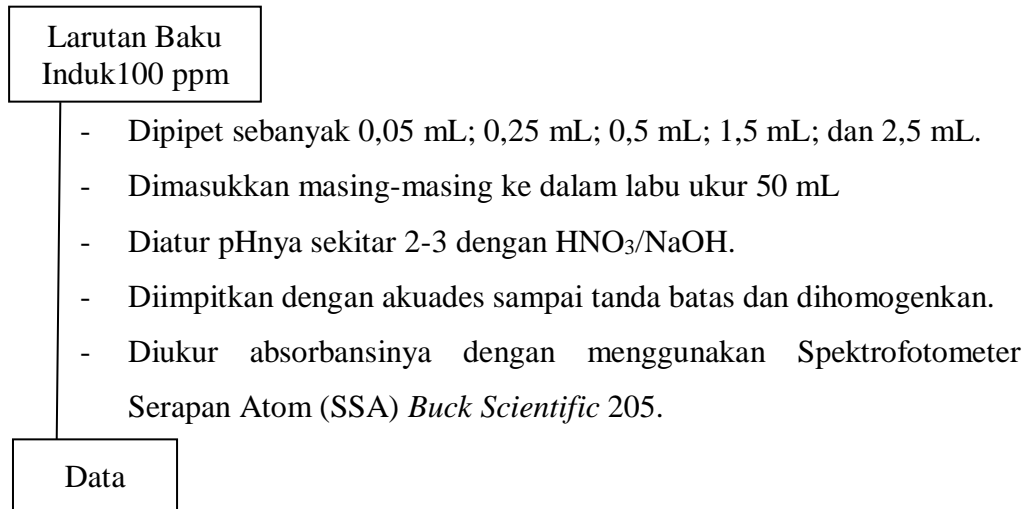 Larutan Baku
Induk100 ppm
- Dipipet sebanyak 0,05 mL; 0,25 mL; 0,5 mL; 1,5 mL; dan 2,5 mL.
- Dimasukkan masing-masing ke dalam labu ukur 50 mL
- Diatur pHnya sekitar 2-3 dengan HNO₃/NaOH.
- Diimpitkan dengan akuades sampai tanda batas dan dihomogenkan.
- Diukur absorbansinya dengan menggunakan Spektrofotometer
Serapan Atom (SSA) Buck Scientific 205.
Data